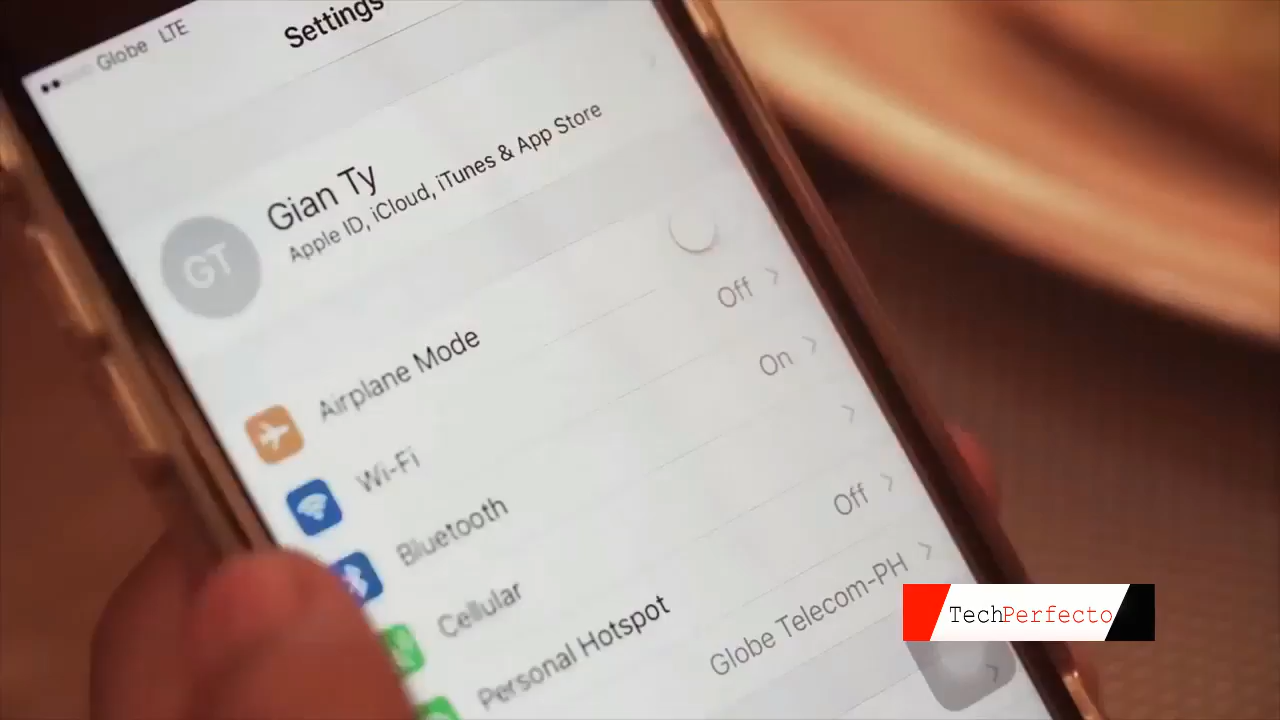 Globe LTE
Settings
GT
Gian Ty
Apple ID, iCloud, iTunes & App Store
Airplane Mode
Wi-Fi
Off
Bluetooth
On
Cellular
Personal Hotspot
Off
Globe Telecom-PH
TechPerfecto